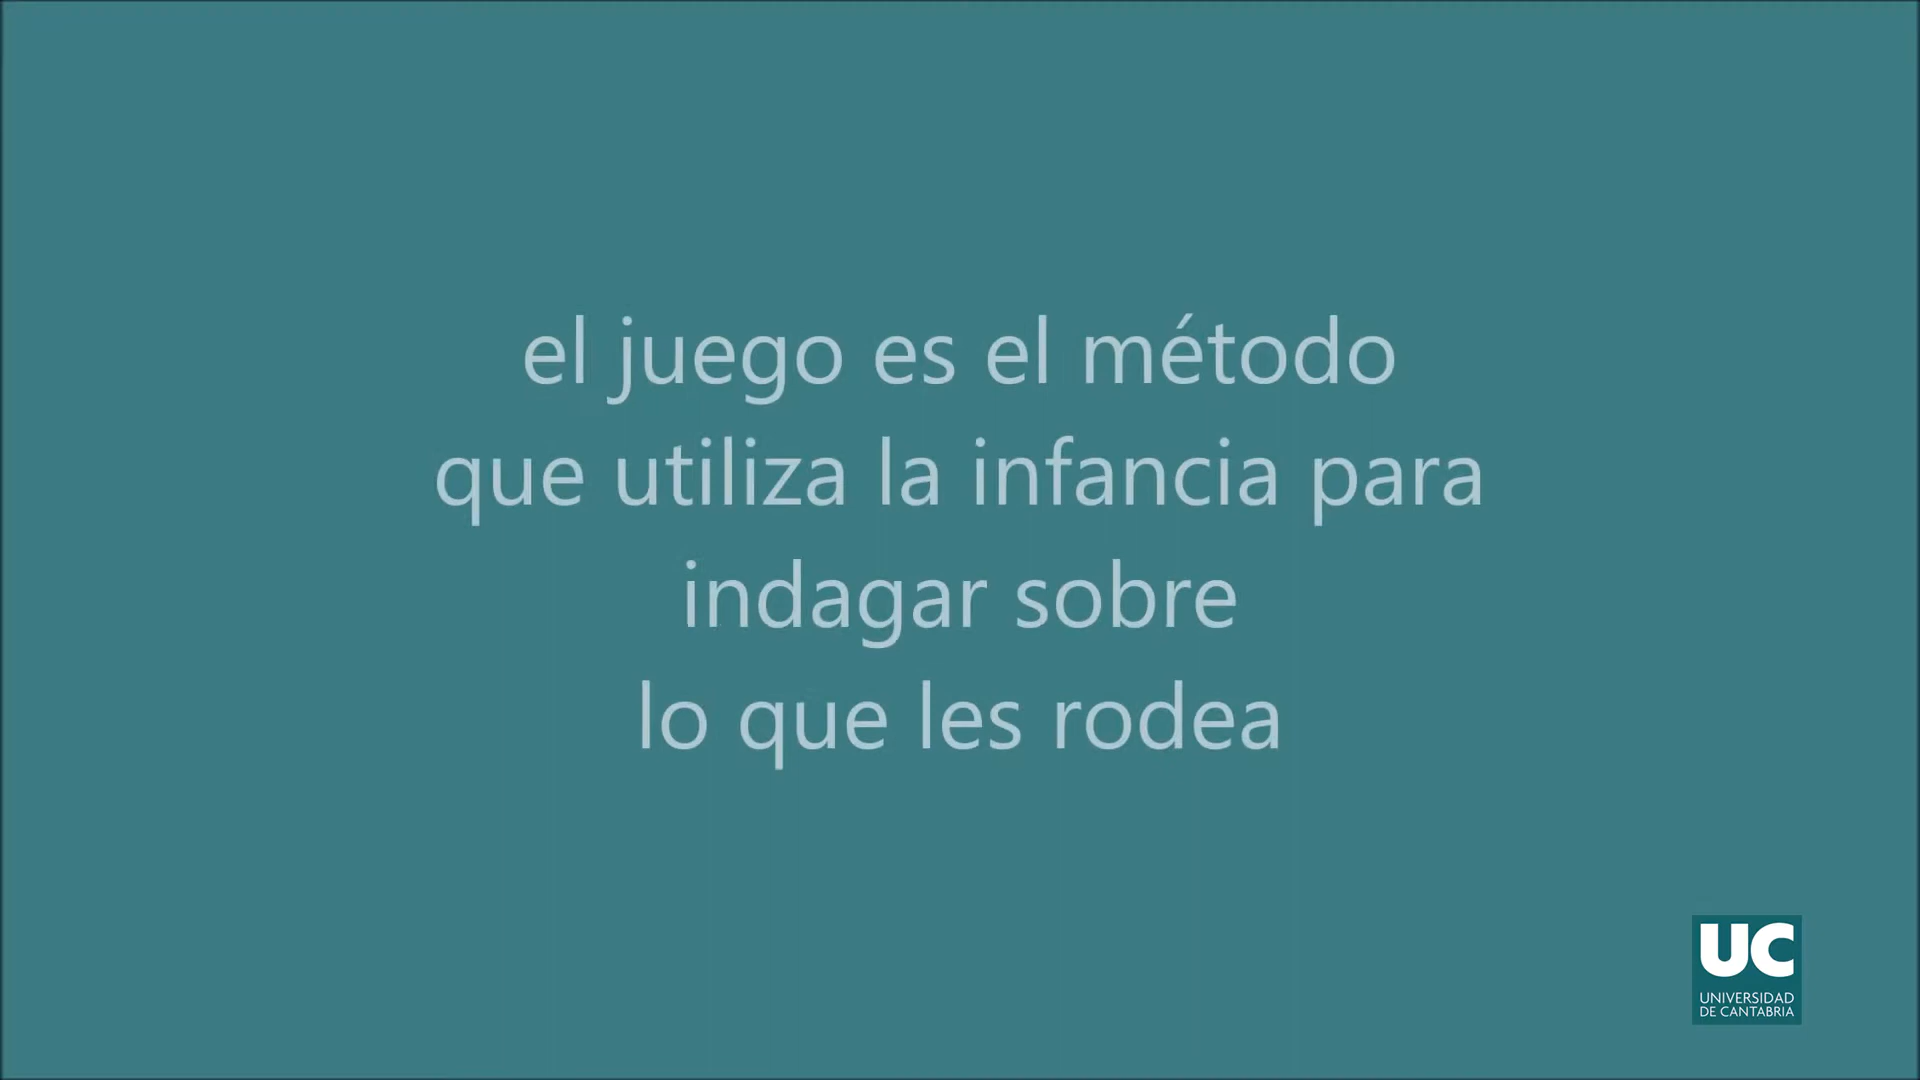 el juego es el método
que utiliza la infancia para
indagar sobre
lo que les rodea
UC
UNIVERSIDAD
DE CANTABRIA